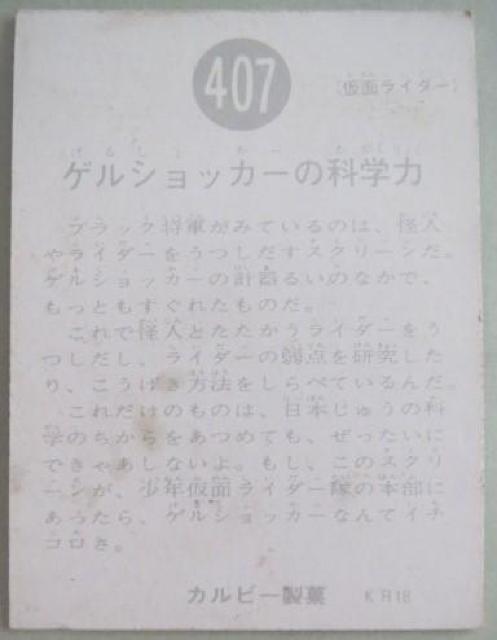 407
(仮面ライダー)
ゲルショッカーの科学力
ブラック将軍がみているのは、怪人
やライダーをうつしだすスクリーンだ。
ゲルショッカーの計器るいのなかで、
もっともすぐれたものだ。
これで怪人とたたかうライダーをう
つしだし、ライダーの弱点を研究した
り、こうげき方法をしらべているんだ。
これだけのものは、日本じゅうの科
学のちからをあつめても、ぜったいに
できゃあしないよ。もし、このスクリ
ーンが、少年仮面ライダー隊の本部に
あったら、ゲルショッカーなんてイチ
コロさ。
カルビー製菓 KR18